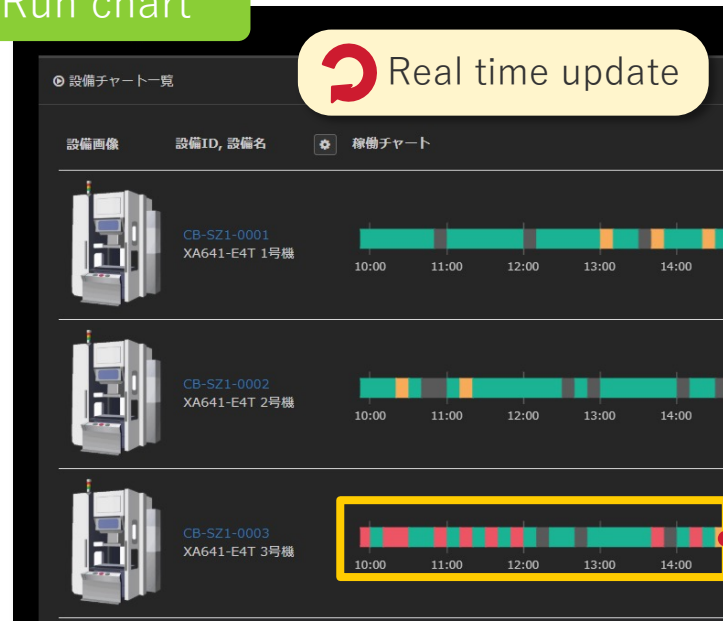 Run chart
Real time update
設備チャート一覧
設備画像 設備ID, 設備名 稼働チャート
CB-SZ1-0001
XA641-E4T 1号機
10:00 11:00 12:00 13:00 14:00
CB-SZ1-0002
XA641-E4T 2号機
10:00 11:00 12:00 13:00 14:00
CB-SZ1-0003
XA641-E4T 3号機
10:00 11:00 12:00 13:00 14:00